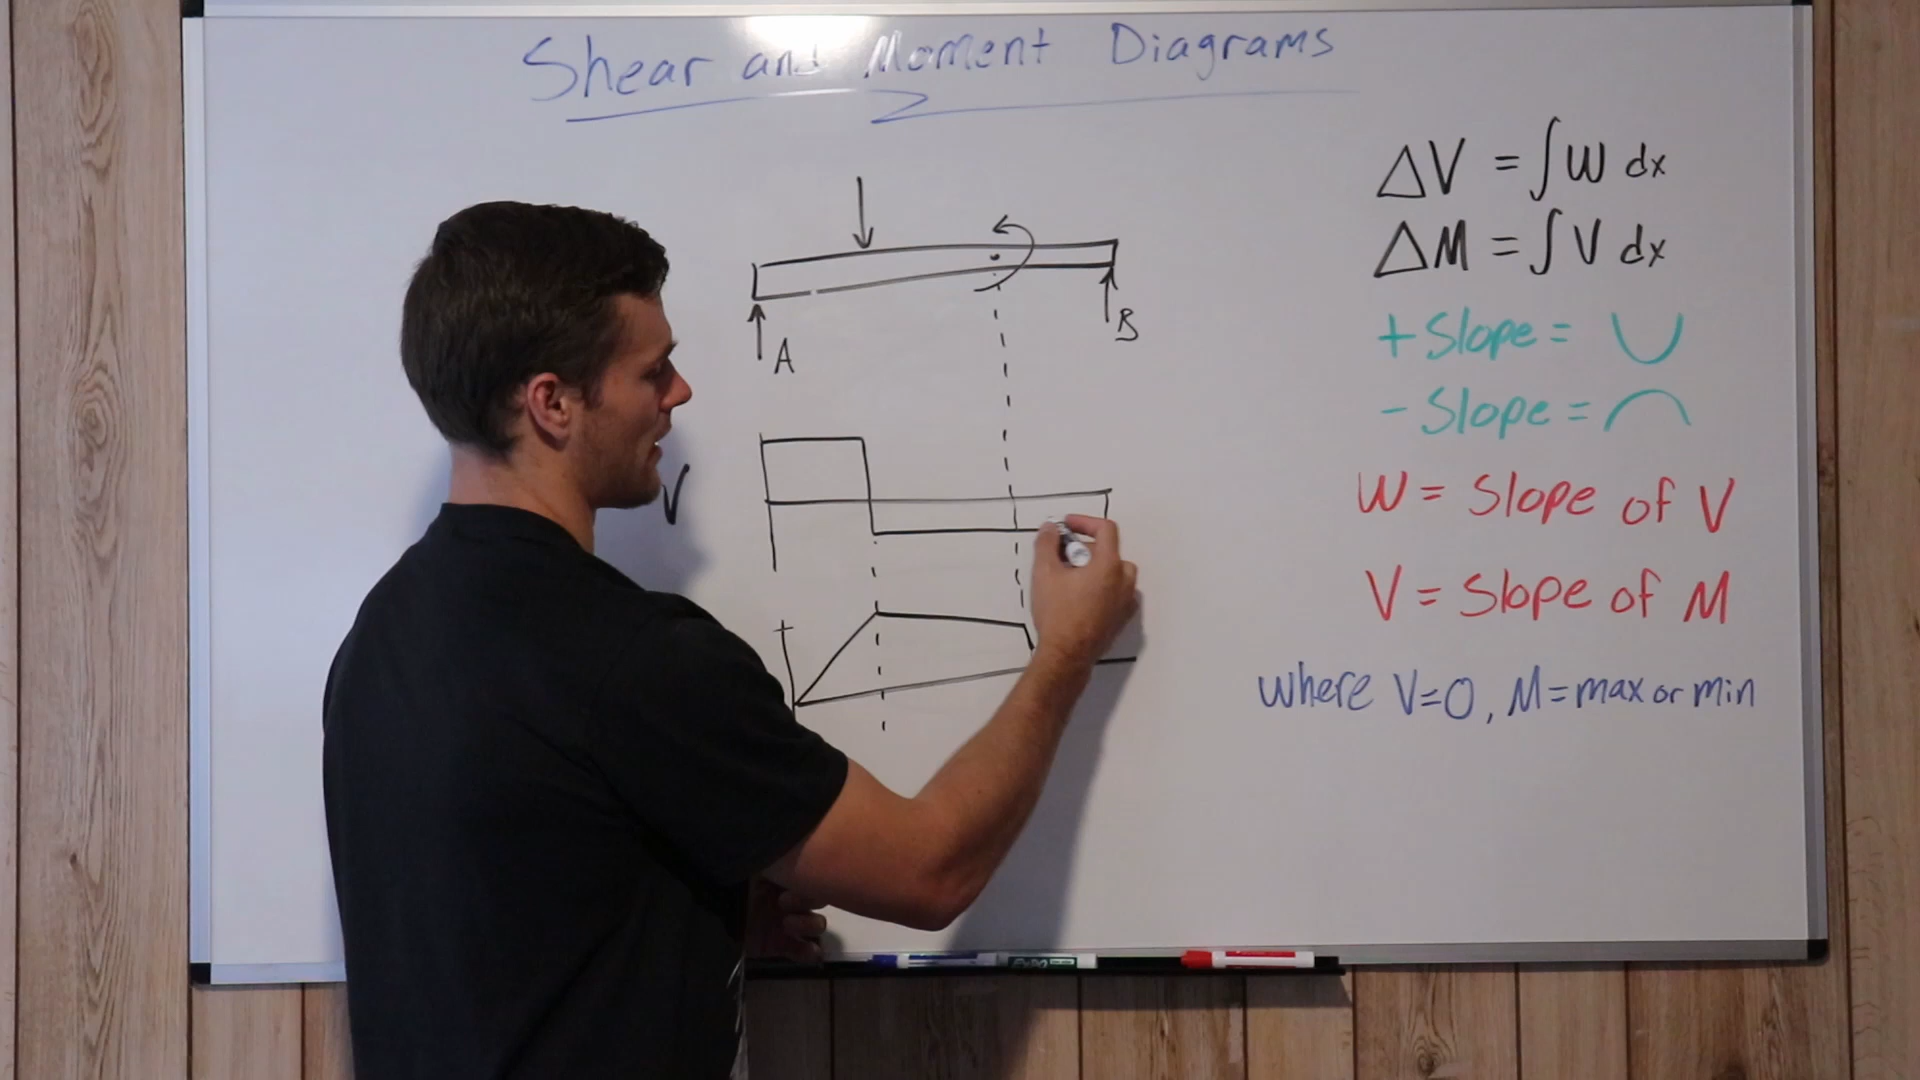 Shear and Moment Diagrams
ΔV = ∫W dx
ΔM = ∫V dx
+ Slope =
- Slope =
W = Slope of V
V = Slope of M
where V=0, M=max or min
A
B
V
+
EXPO